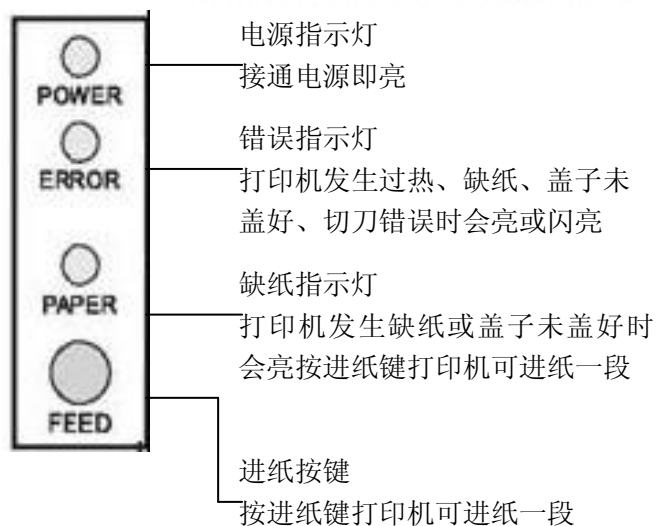 电源指示灯
接通电源即亮
POWER
错误指示灯
打印机发生过热、缺纸、盖子未
盖好、切刀错误时会亮或闪亮
ERROR
缺纸指示灯
打印机发生缺纸或盖子未盖好时
会亮按进纸键打印机可进纸一段
PAPER
FEED
进纸按键
按进纸键打印机可进纸一段